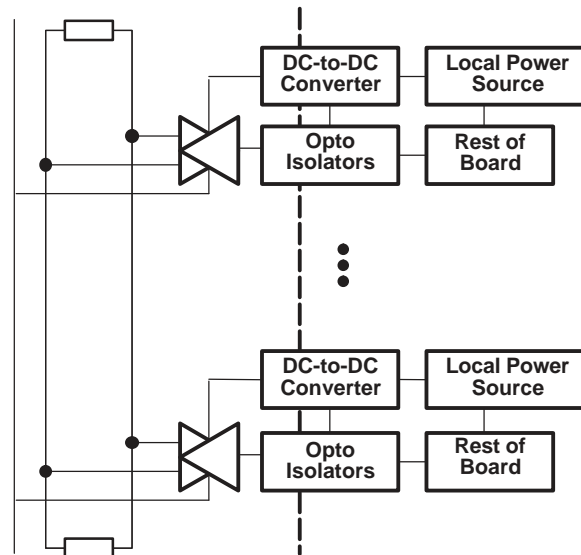 DC-to-DC
Converter
Local Power
Source
Opto
Isolators
Rest of
Board
DC-to-DC
Converter
Local Power
Source
Opto
Isolators
Rest of
Board